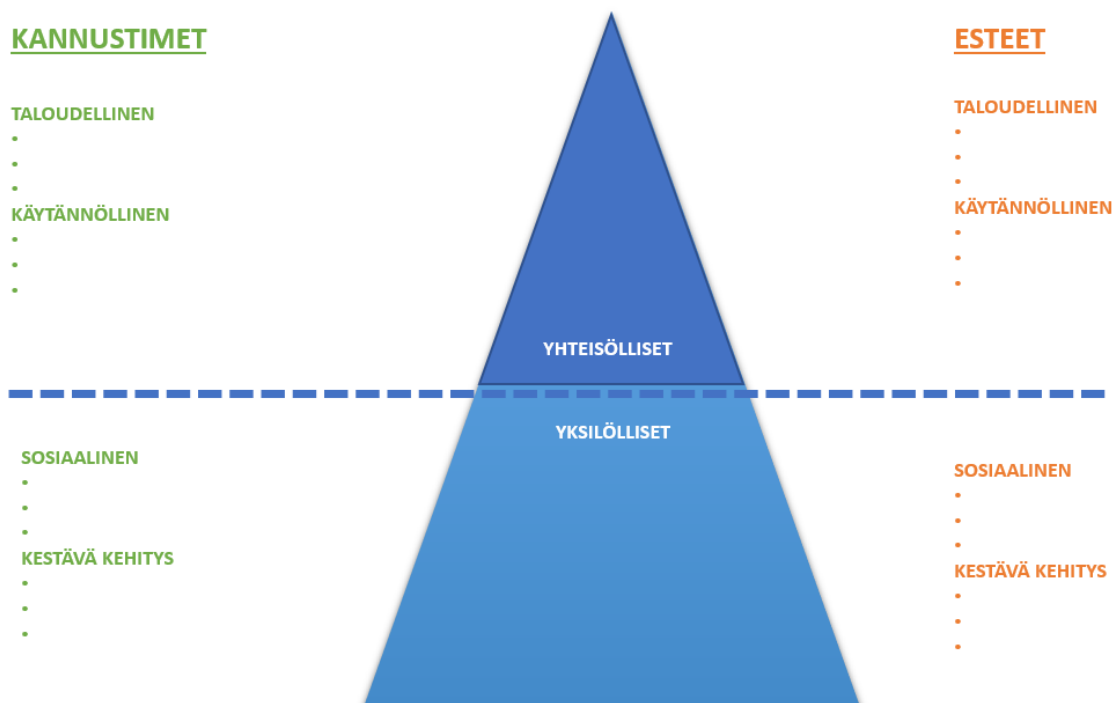 KANNUSTIMET
TALOUDELLINEN
•
•
•
KÄYTÄNNÖLLINEN
•
•
•
SOSIAALINEN
•
•
•
KESTÄVÄ KEHITYS
•
•
•
YHTEISÖLLISET
YKSILÖLLISET
ESTEET
TALOUDELLINEN
•
•
•
KÄYTÄNNÖLLINEN
•
•
•
SOSIAALINEN
•
•
•
KESTÄVÄ KEHITYS
•
•
•